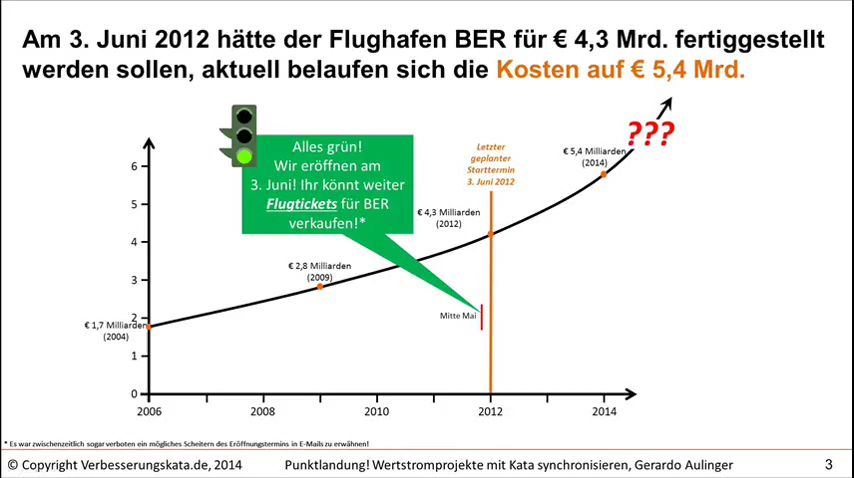 Am 3. Juni 2012 hätte der Flughafen BER für € 4,3 Mrd. fertiggestellt
werden sollen, aktuell belaufen sich die Kosten auf € 5,4 Mrd.
???
Alles grün!
Wir eröffnen am
3. Juni! Ihr könnt weiter
Flugtickets für BER
verkaufen!*
Letzter
geplanter
Starttermin
3. Juni 2012
€ 5,4 Milliarden
(2014)
€ 4,3 Milliarden
(2012)
€ 2,8 Milliarden
(2009)
€ 1,7 Milliarden
(2004)
Mitte Mai
6
5
4
3
2
1
0
2006
2008
2010
2012
2014
* Es war zwischenzeitlich sogar verboten ein mögliches Scheitern des Eröffnungstermins in E-Mails zu erwähnen!
© Copyright Verbesserungskata.de, 2014
Punktlandung! Wertstromprojekte mit Kata synchronisieren, Gerardo Aulinger
3